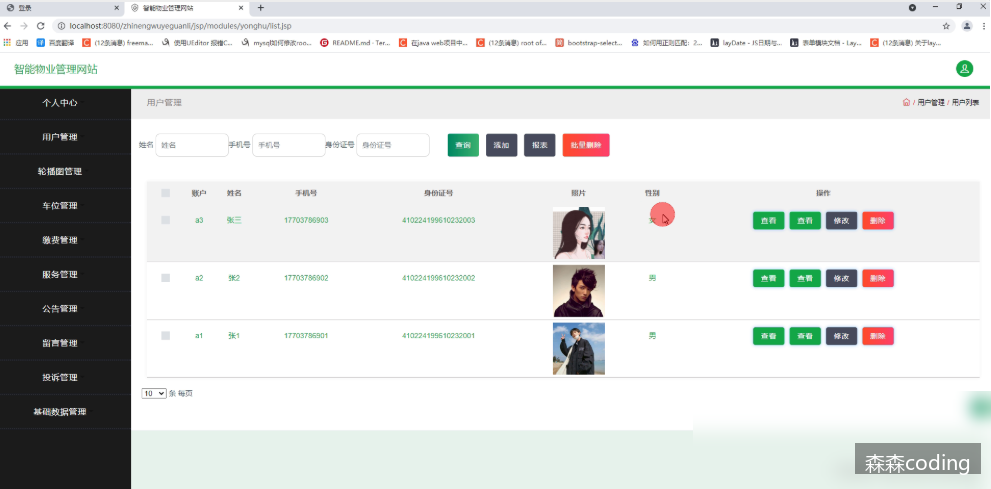 登录
智能物业管理网站
localhost:8080/zhinengwuyeguanli/jsp/modules/yonghu/list.jsp
应用 百度翻译 (12条消息) freema... 使用UEditor 报错C... mysql如何修改roo... README.md · Ter... 在java web项目中... (12条消息) root of... bootstrap-select... 如何用正则匹配：2... layDate - JS日期与... 表单模块文档 - Lay... (12条消息) 关于lay...
智能物业管理网站
个人中心
用户管理
轮播图管理
车位管理
缴费管理
服务管理
公告管理
留言管理
投诉管理
基础数据管理
用户管理
/ 用户管理 / 用户列表
姓名 姓名 手机号 手机号 身份证号 身份证号 查询 添加 报表 批量删除
账户 姓名 手机号 身份证号 照片 性别 操作
a3 张三 17703786903 410224199610232003 查看 查看 修改 删除
a2 张2 17703786902 410224199610232002 男 查看 查看 修改 删除
a1 张1 17703786901 410224199610232001 男 查看 查看 修改 删除
10 条 每页
森森coding